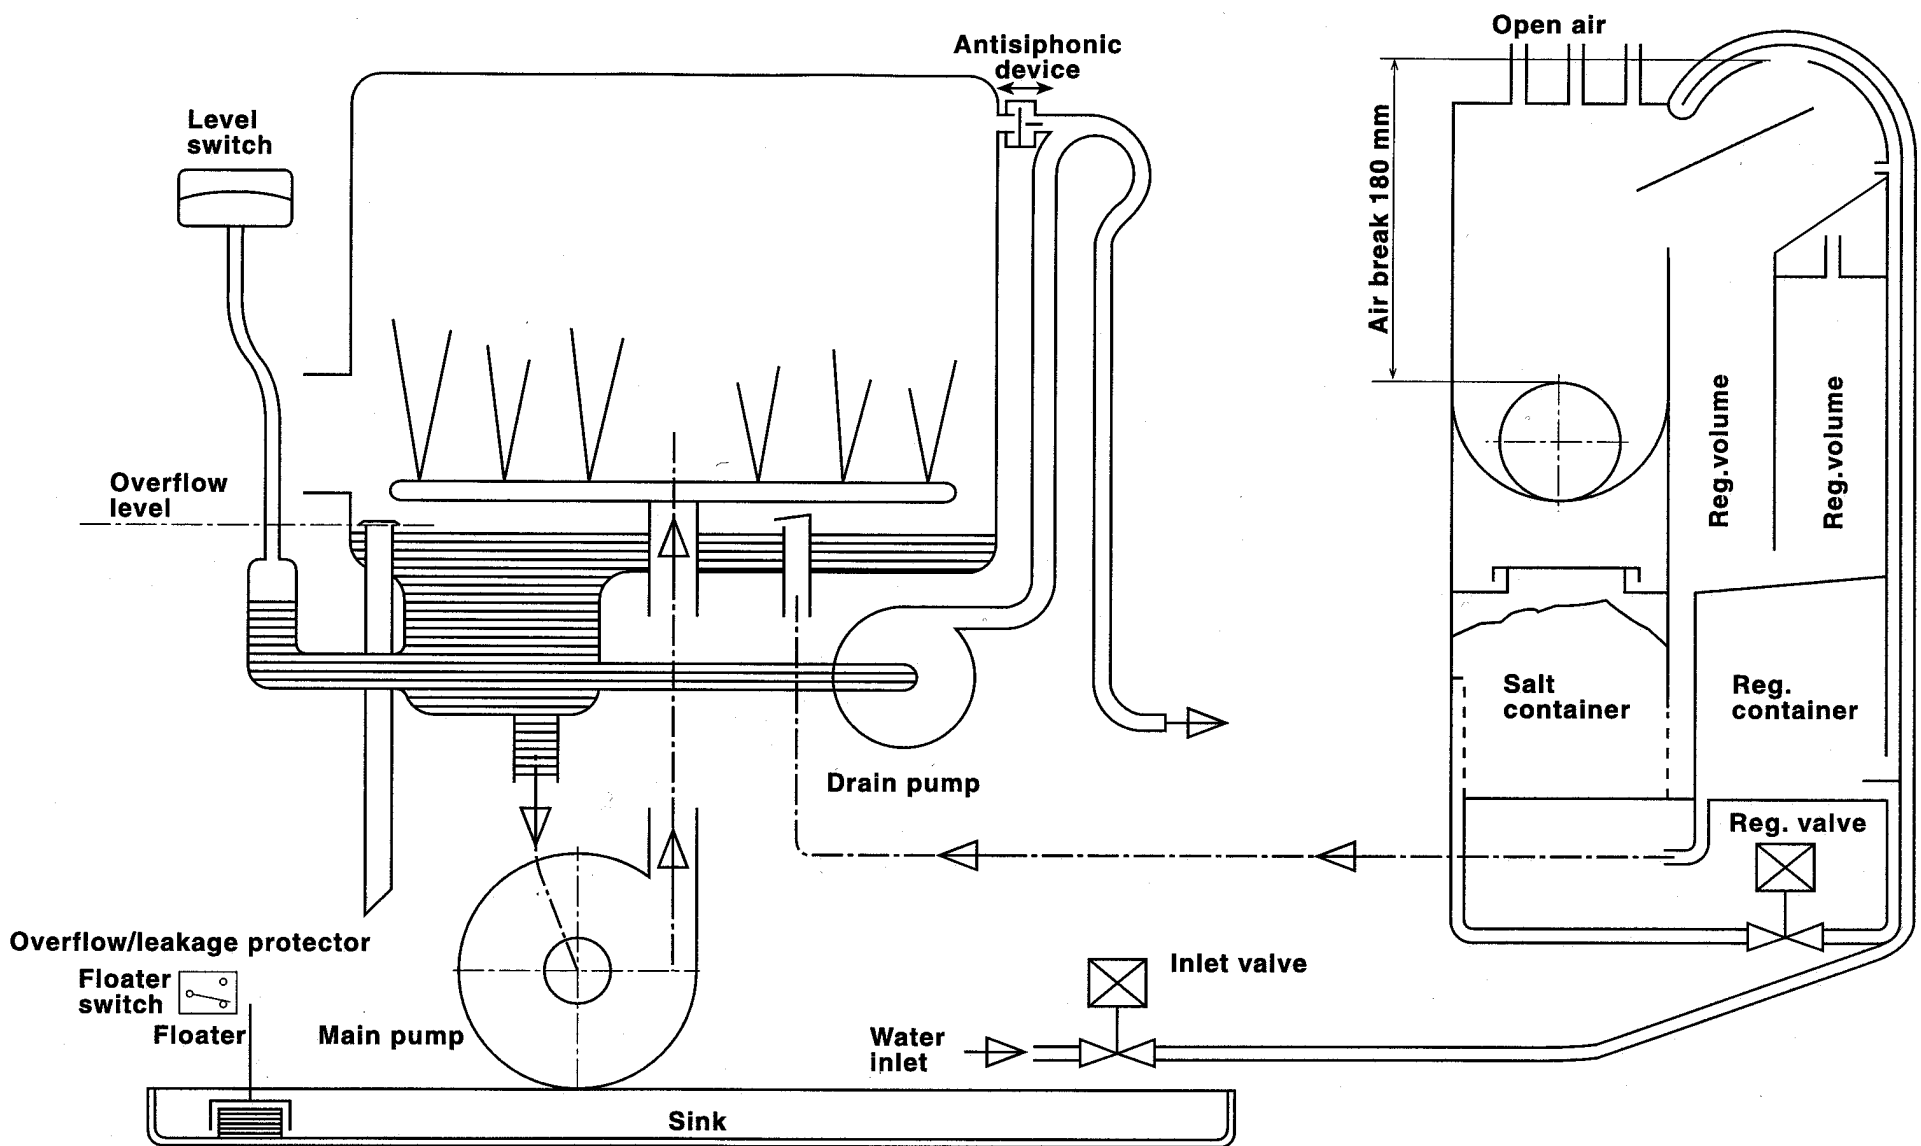 Open air
Antisiphonic
device
Level
switch
Air break 180 mm
Reg.volume
Reg.volume
Overflow
level
Salt
container
Reg.
container
Drain pump
Reg. valve
Overflow/leakage protector
Floater
switch
Floater
Main pump
Inlet valve
Water
inlet
Sink